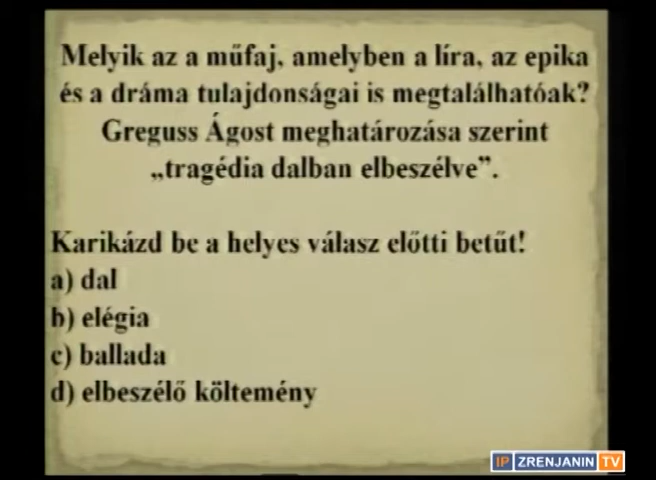 Melyik az a műfaj, amelyben a líra, az epika
és a dráma tulajdonságai is megtalálhatóak?
Greguss Ágost meghatározása szerint
„tragédia dalban elbeszélve”.
Karikázd be a helyes válasz előtti betűt!
a) dal
b) elégia
c) ballada
d) elbeszélő költemény
IP ZRENJANIN TV